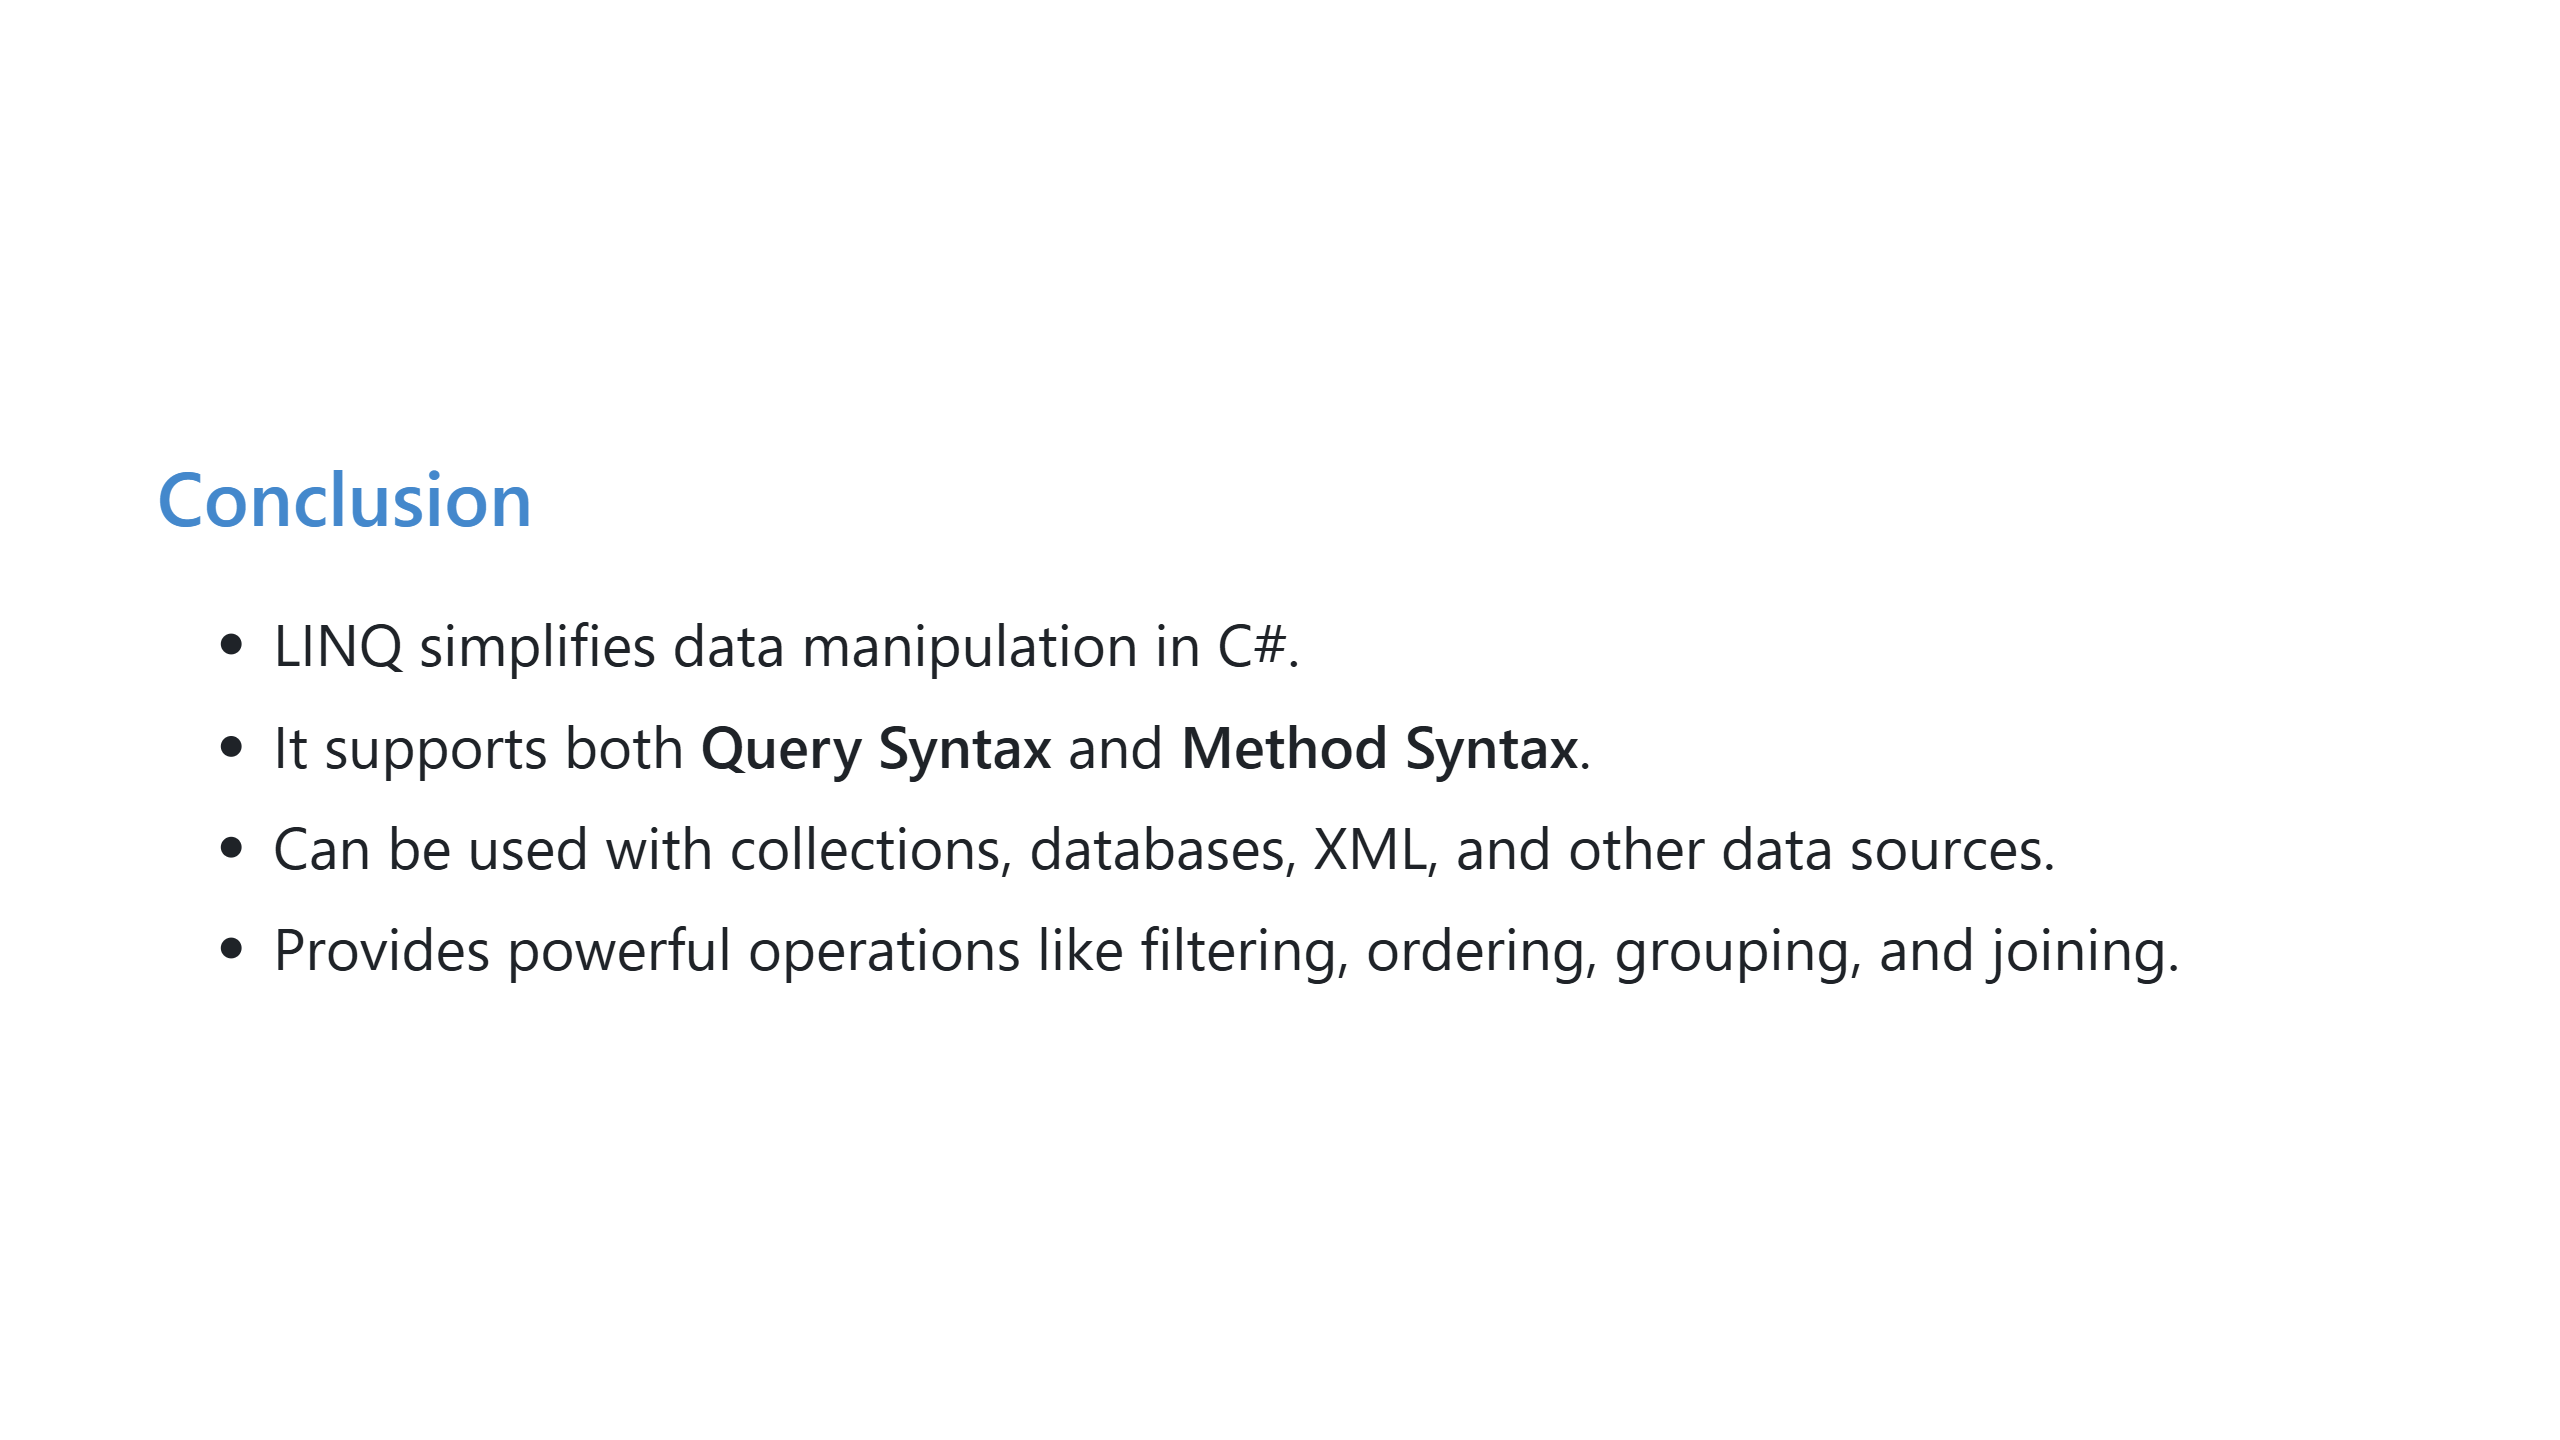 Conclusion
• LINQ simplifies data manipulation in C#.
• It supports both Query Syntax and Method Syntax.
• Can be used with collections, databases, XML, and other data sources.
• Provides powerful operations like filtering, ordering, grouping, and joining.